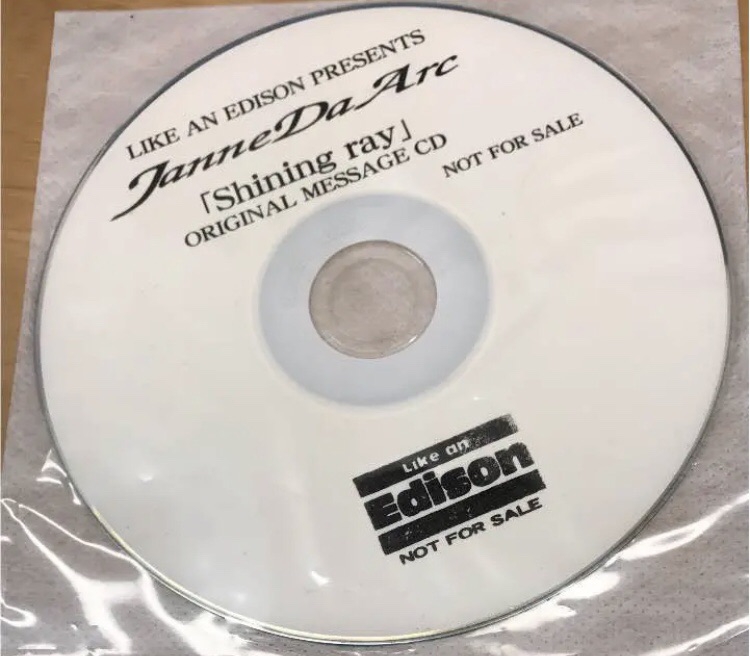 LIKE AN EDISON PRESENTS
Janne Da Arc
「Shining ray」
ORIGINAL MESSAGE CD
NOT FOR SALE
Like an
Edison
NOT FOR SALE